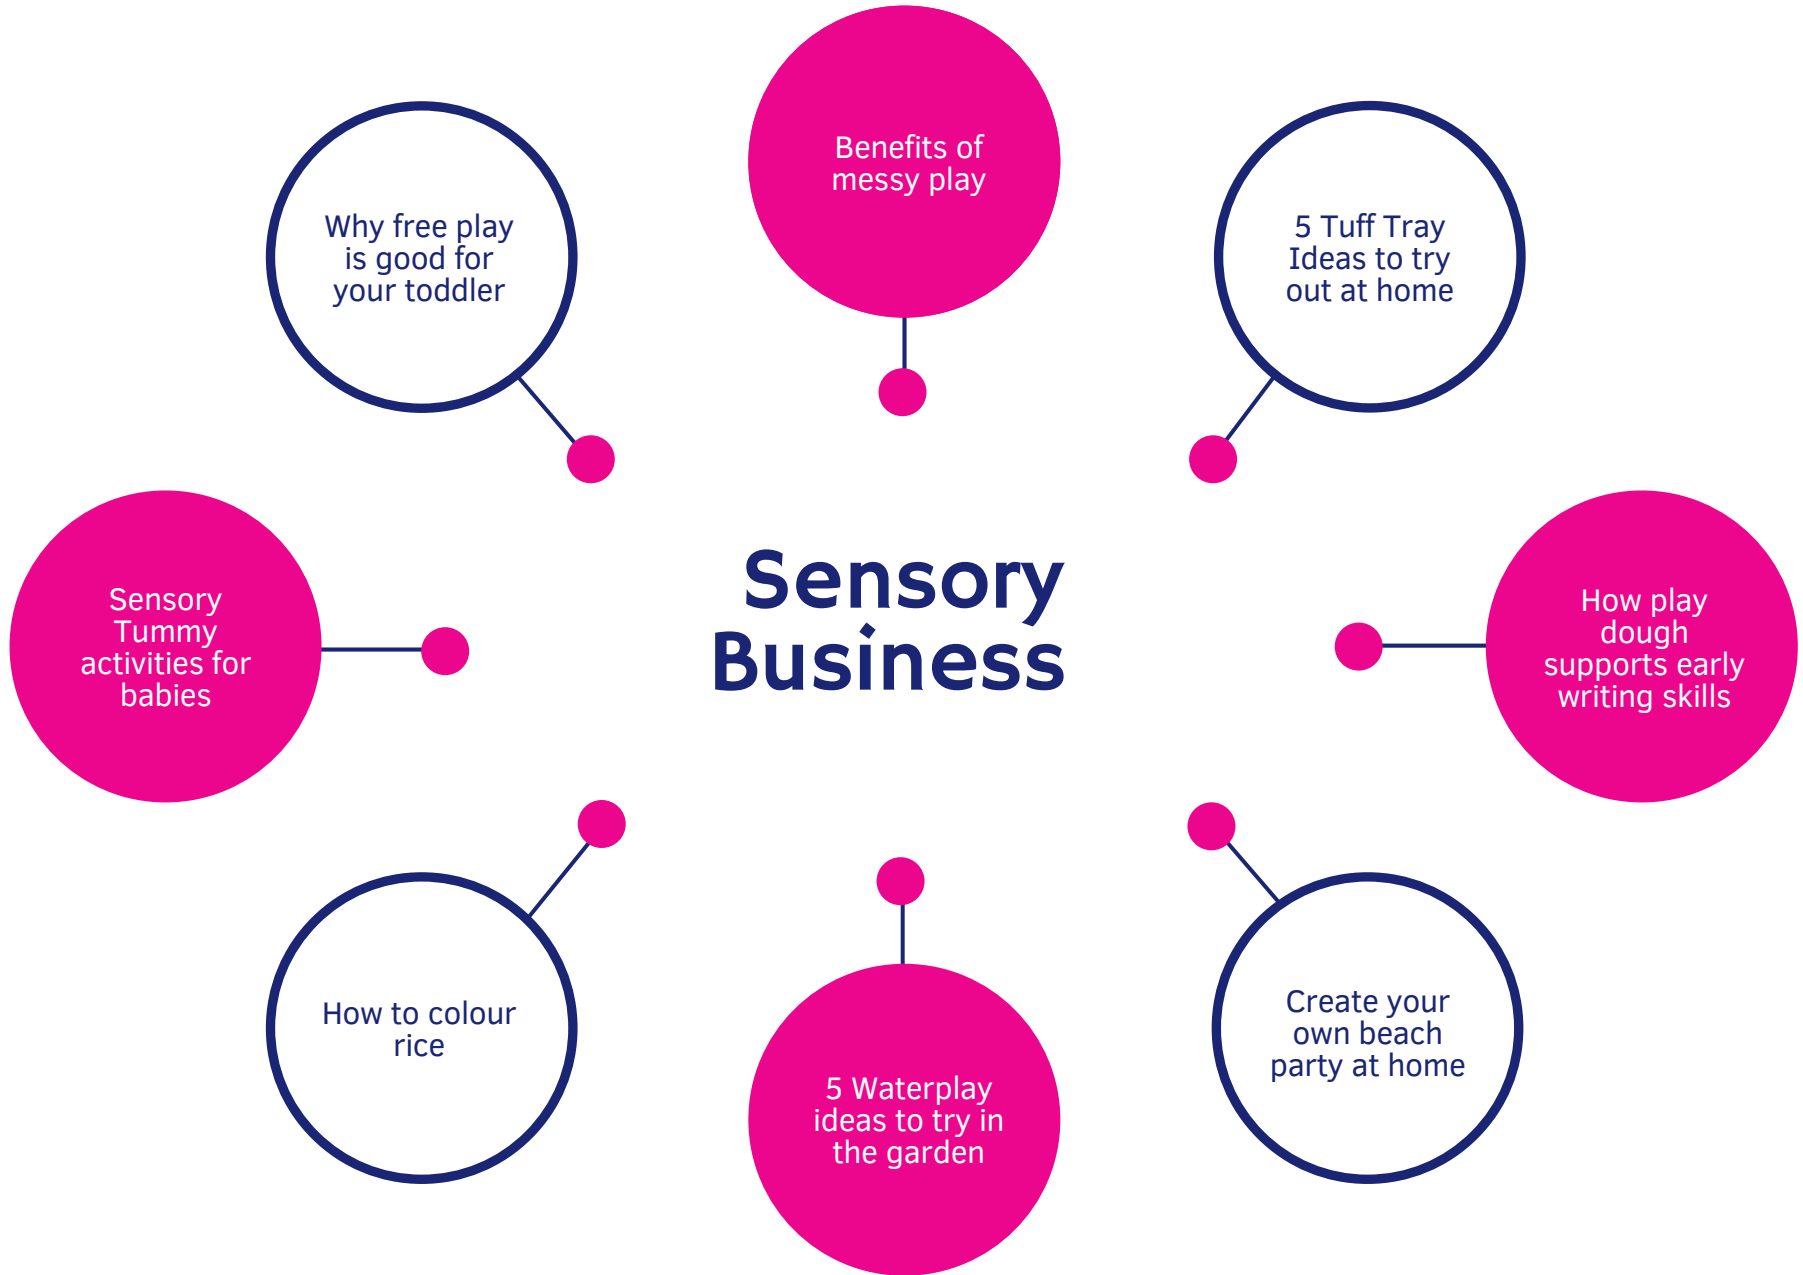 Benefits of
messy play
Why free play
is good for
your toddler
5 Tuff Tray
Ideas to try
out at home
Sensory
Business
Sensory
Tummy
activities for
babies
How play
dough
supports early
writing skills
How to colour
rice
5 Waterplay
ideas to try in
the garden
Create your
own beach
party at home